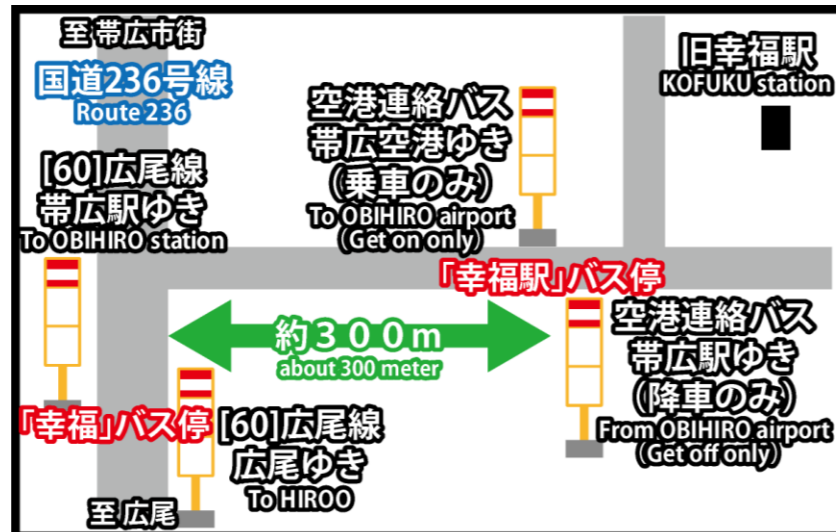 至 帯広市街
国道236号線
Route 236
[60]広尾線
帯広駅ゆき
To OBIHIRO station
空港連絡バス
帯広空港ゆき
（乗車のみ）
To OBIHIRO airport
（Get on only）
旧幸福駅
KOFUKU station
「幸福駅」バス停
約３００ｍ
about 300 meter
空港連絡バス
帯広駅ゆき
（降車のみ）
From OBIHIRO airport
（Get off only）
「幸福」バス停
[60]広尾線
広尾ゆき
To HIROO
至 広尾